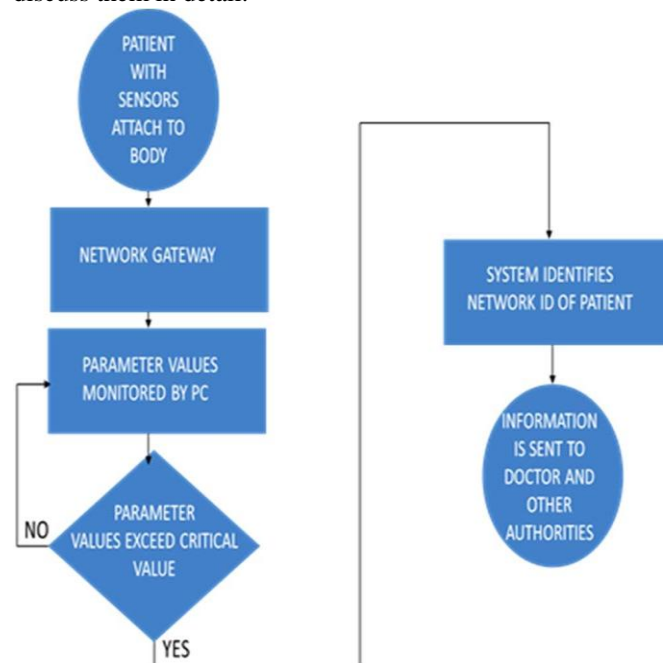 discuss them in detail.
PATIENT
WITH
SENSORS
ATTACH TO
BODY
NETWORK GATEWAY
PARAMETER VALUES
MONITORED BY PC
PARAMETER
VALUES EXCEED CRITICAL
VALUE
NO
YES
SYSTEM IDENTIFIES
NETWORK ID OF PATIENT
INFORMATION
IS SENT TO
DOCTOR AND
OTHER
AUTHORITIES